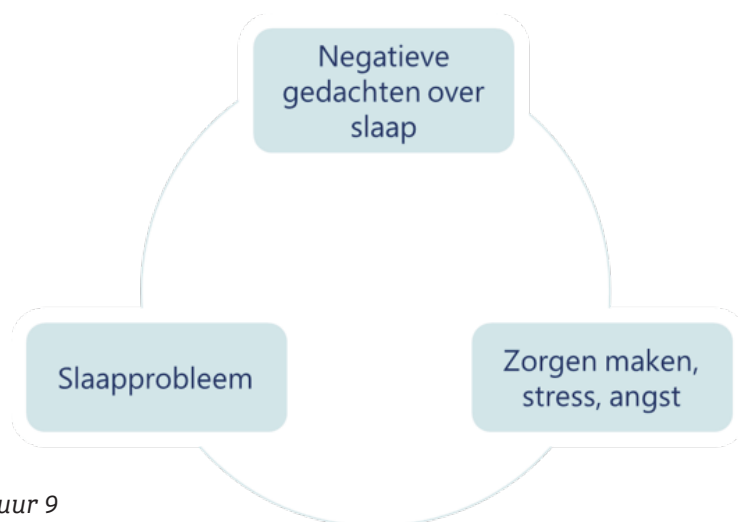 Negatieve
gedachten over
slaap
Slaapprobleem
Zorgen maken,
stress, angst
uur 9